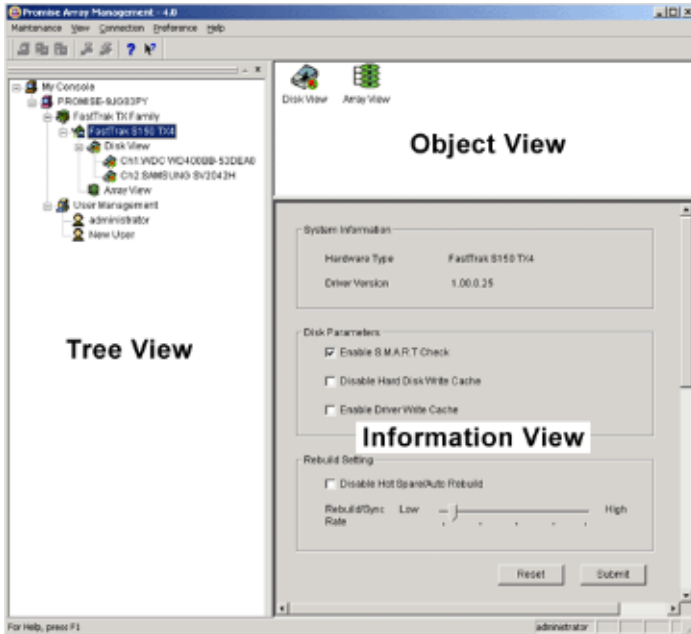 Promise Array Management - 4.0
Maintenance View Connection Preference Help
My Console
PROMISE-9JG83PY
FastTrak TX Family
FastTrak S150 TX4
Disk View
Ch1:WDC WD400BB-53DEA0
Ch2:SAMSUNG SV2042H
Array View
User Management
administrator
New User
Tree View
Disk View Array View
Object View
System Information
Hardware Type FastTrak S150 TX4
Driver Version 1.00.0.25
Disk Parameters
Enable S.M.A.R.T Check
Disable Hard Disk Write Cache
Enable Driver Write Cache
Information View
Rebuild Setting
Disable Hot Spare/Auto Rebuild
Rebuild/Sync Rate Low High
Reset Submit
For Help, press F1 administrator